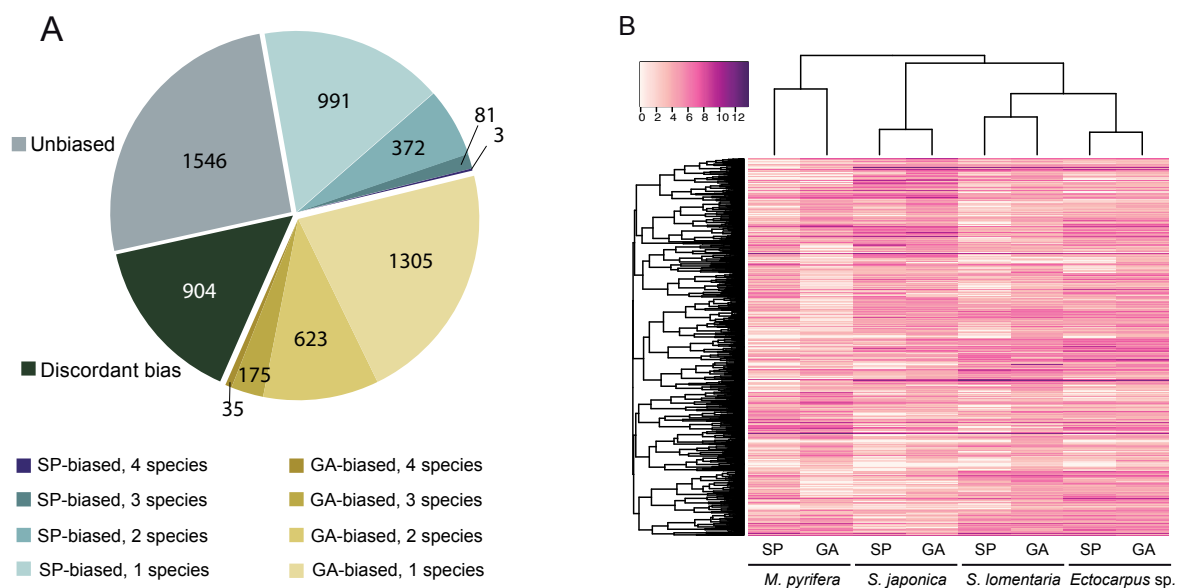 A
991
81
3
372
Unbiased
1546
1305
904
623
Discordant bias
175
35
SP-biased, 4 species
GA-biased, 4 species
SP-biased, 3 species
GA-biased, 3 species
SP-biased, 2 species
GA-biased, 2 species
SP-biased, 1 species
GA-biased, 1 species
B
0 2 4 6 8 10 12
SP GA SP GA SP GA SP GA
M. pyrifera S. japonica S. lomentaria Ectocarpus sp.